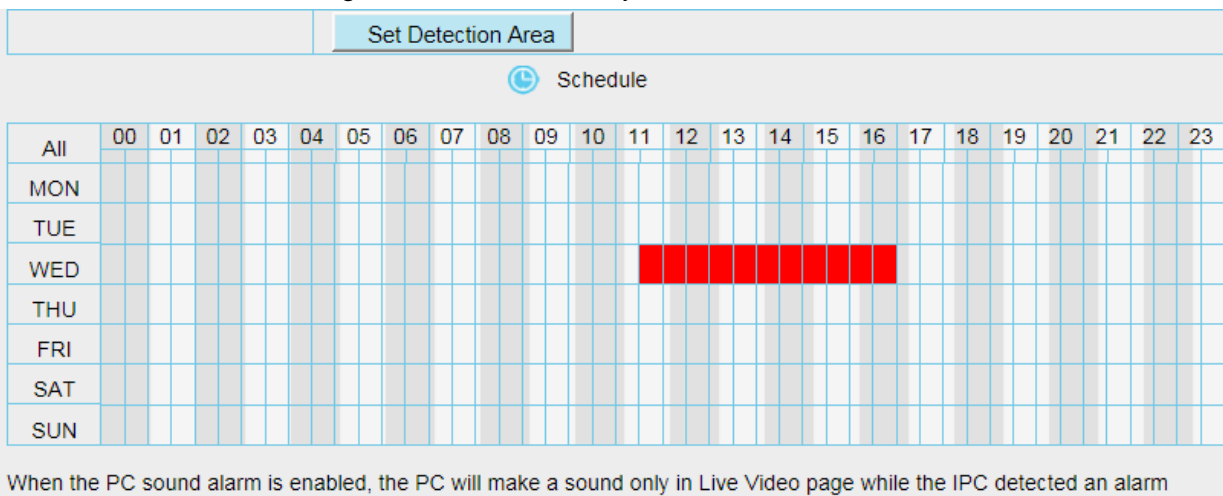 Set Detection Area
Schedule
All 00 01 02 03 04 05 06 07 08 09 10 11 12 13 14 15 16 17 18 19 20 21 22 23
MON
TUE
WED
THU
FRI
SAT
SUN
When the PC sound alarm is enabled, the PC will make a sound only in Live Video page while the IPC detected an alarm